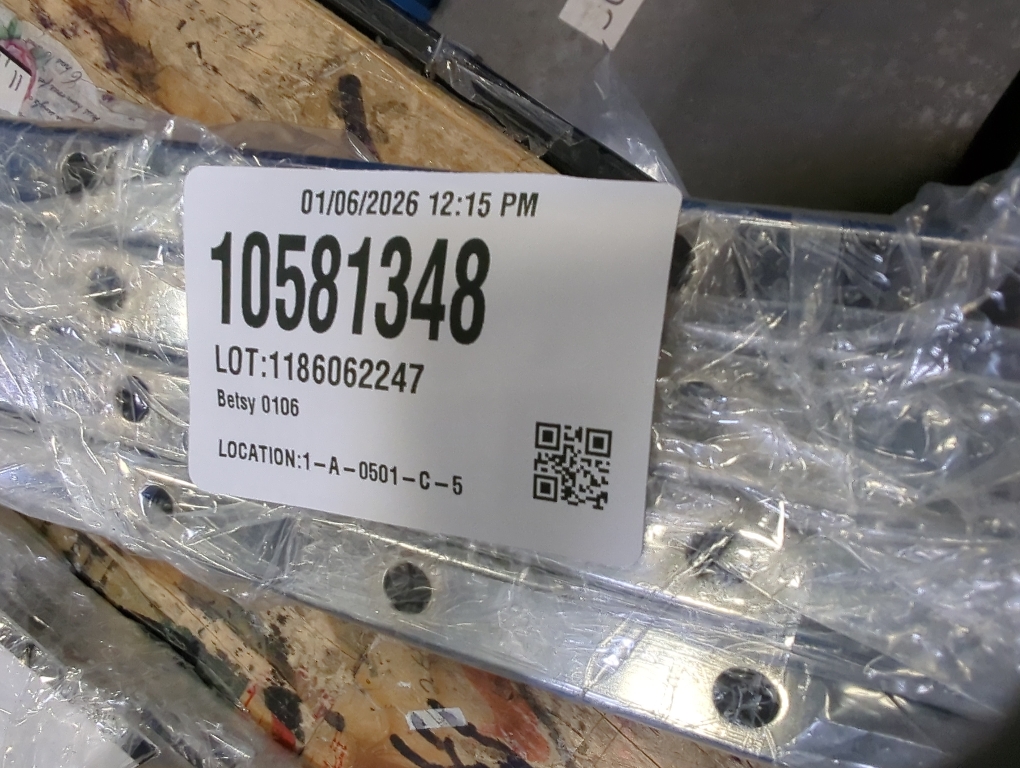 01/06/2026 12:15 PM
10581348
LOT:1186062247
Betsy 0106
LOCATION:1-A-0501-C-5